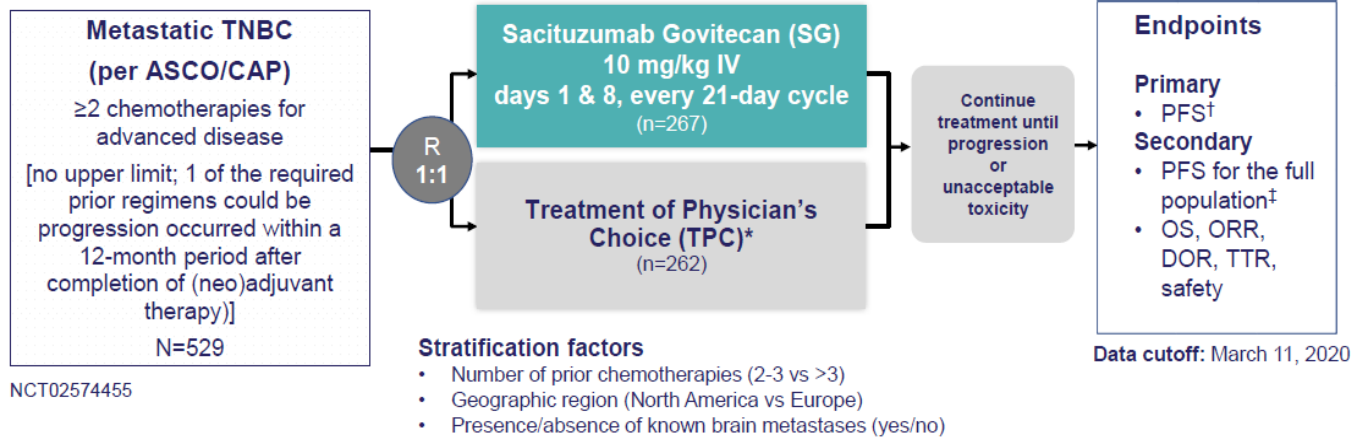 Metastatic TNBC
(per ASCO/CAP)
≥2 chemotherapies for
advanced disease
[no upper limit; 1 of the required
prior regimens could be
progression occurred within a
12-month period after
completion of (neo)adjuvant
therapy)]
N=529
NCT02574455
R
1:1
Sacituzumab Govitecan (SG)
10 mg/kg IV
days 1 & 8, every 21-day cycle
(n=267)
Treatment of Physician's
Choice (TPC)*
(n=262)
Continue
treatment until
progression
or
unacceptable
toxicity
Endpoints
Primary
• PFS†
Secondary
• PFS for the full
population‡
• OS, ORR,
DOR, TTR,
safety
Data cutoff: March 11, 2020
Stratification factors
• Number of prior chemotherapies (2-3 vs >3)
• Geographic region (North America vs Europe)
• Presence/absence of known brain metastases (yes/no)